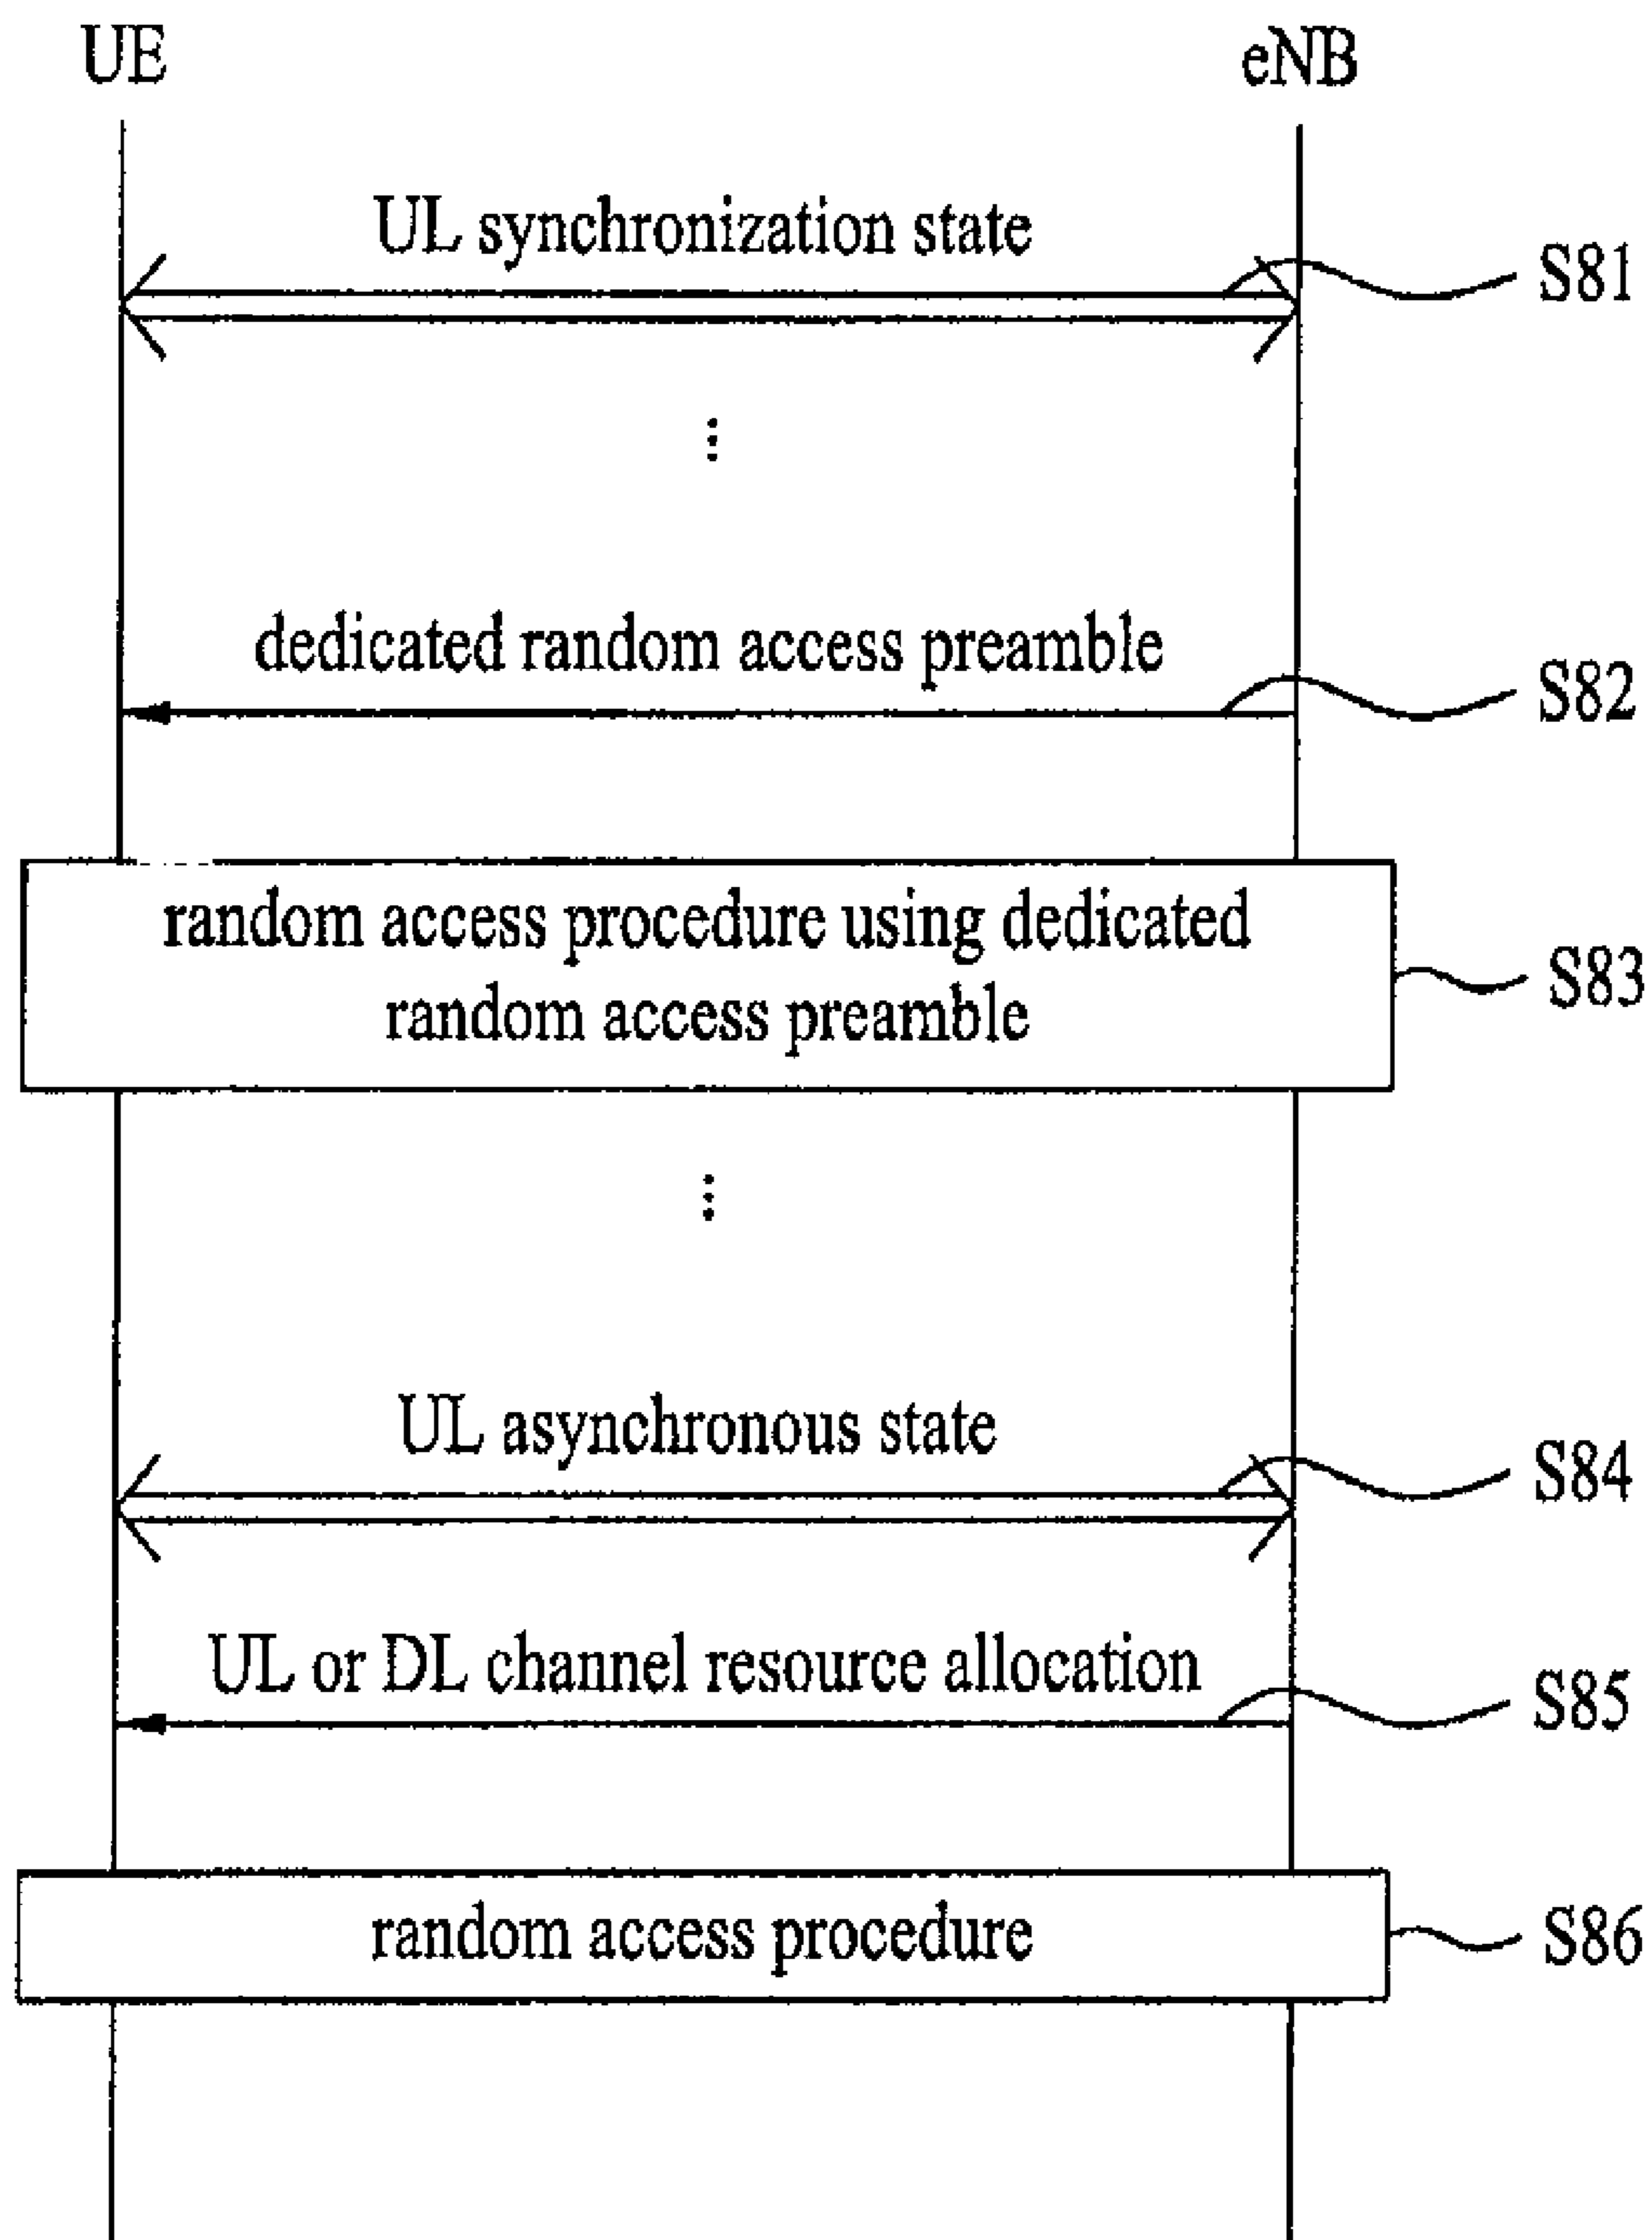 UE
eNB
UL synchronization state
S81
dedicated random access preamble
S82
random access procedure using dedicated
random access preamble
S83
UL asynchronous state
S84
UL or DL channel resource allocation
S85
random access procedure
S86